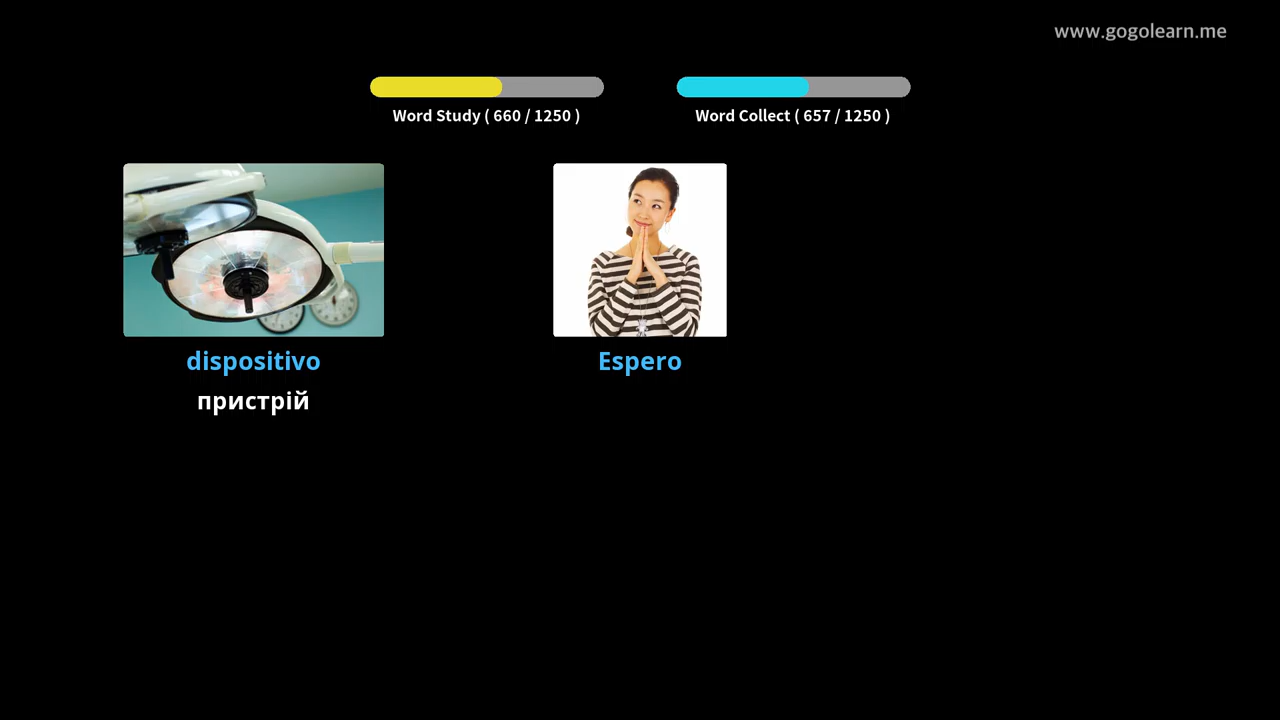 www.gogolearn.me
Word Study ( 660 / 1250 )
Word Collect ( 657 / 1250 )
dispositivo
Espero
пристрій